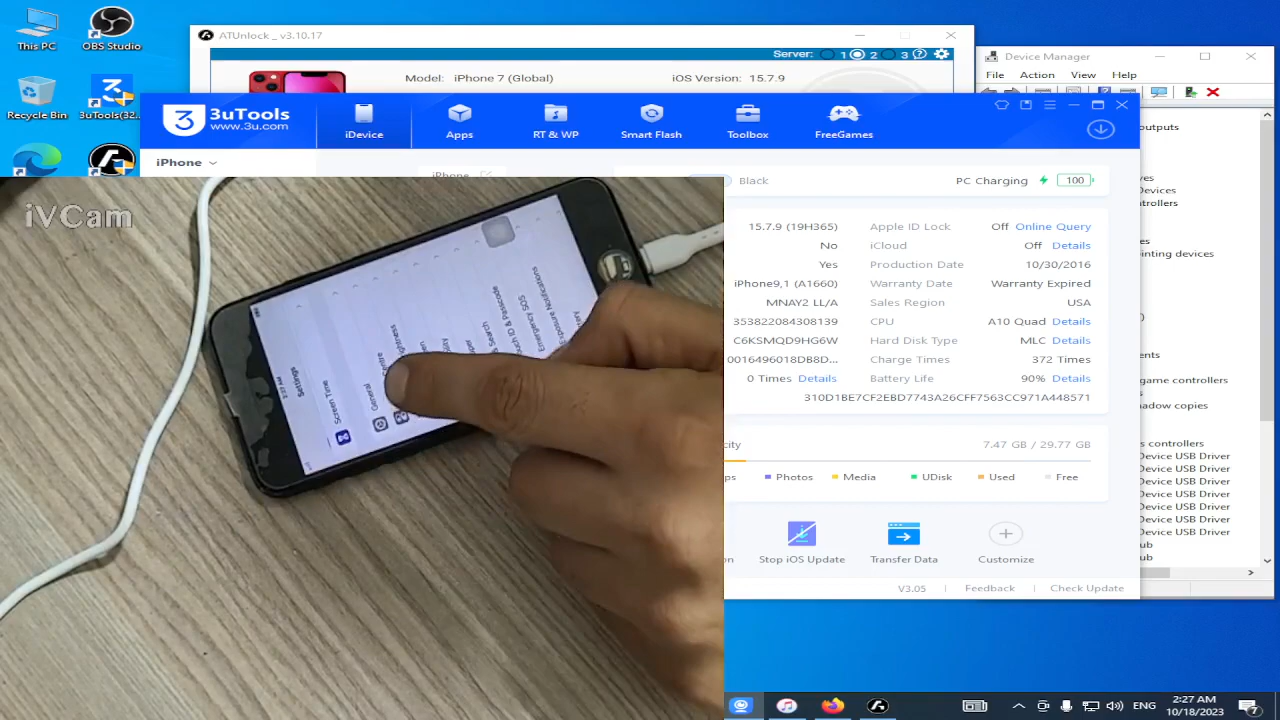 This PC
OBS Studio
ATUnlock _ v3.10.17
Server: 1 2 3
Device Manager
Model: iPhone 7 (Global)
iOS Version: 15.7.9
File Action View Help
Recycle Bin
3uTools(32...
3uTools
www.3u.com
iDevice
Apps
RT & WP
Smart Flash
Toolbox
FreeGames
iPhone
iPhone
Black
PC Charging
100
iVCam
15.7.9 (19H365)
Apple ID Lock
Off Online Query
No
iCloud
Off Details
Yes
Production Date
10/30/2016
iPhone9,1 (A1660)
Warranty Date
Warranty Expired
MNAY2 LL/A
Sales Region
USA
353822084308139
CPU
A10 Quad Details
C6KSMQD9HG6W
Hard Disk Type
MLC Details
0016496018DB8D...
Charge Times
372 Times
0 Times Details
Battery Life
90% Details
310D1BE7CF2EBD7743A26CFF7563CC971A448571
7.47 GB / 29.77 GB
Photos
Media
UDisk
Used
Free
Stop iOS Update
Transfer Data
Customize
V3.05
Feedback
Check Update
outputs
ves
Devices
ntrollers
es
inting devices
ents
game controllers
s
hadow copies
s controllers
Device USB Driver
Device USB Driver
Device USB Driver
Device USB Driver
Device USB Driver
Device USB Driver
Device USB Driver
ub
ub
Settings
Screen Time
General
Emergency SOS
Exposure Notifications
ENG
2:27 AM
10/18/2023
7